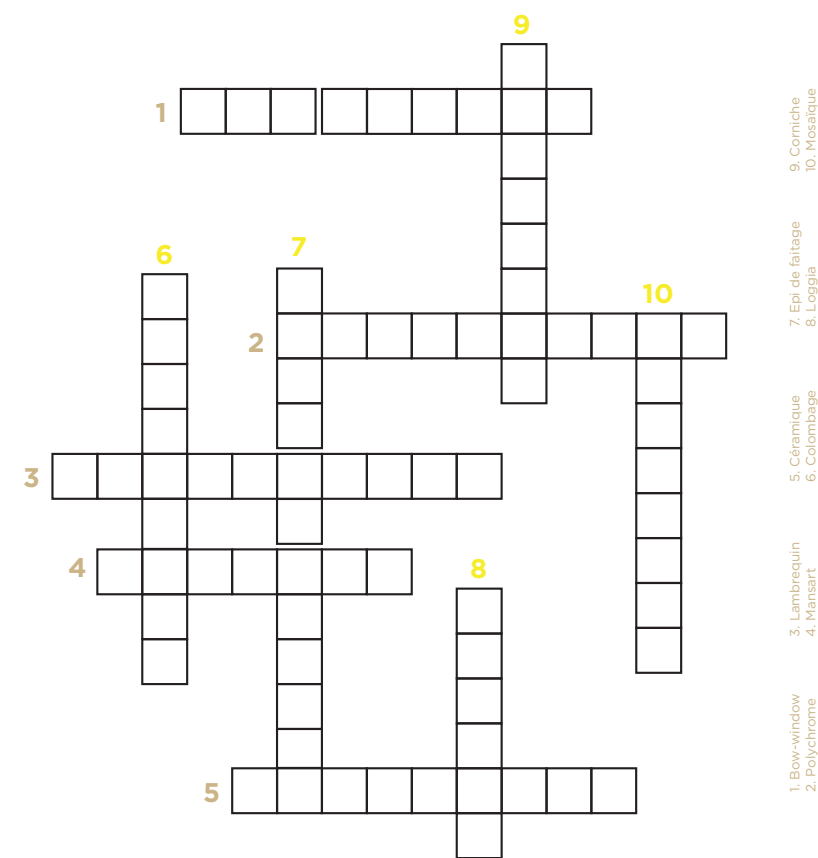 9
1
6
7
10
2
3
4
8
5
1. Bow-window
2. Polychrome
3. Lambrequin
4. Mansart
5. Céramique
6. Colombage
7. Epi de faitage
8. Loggia
9. Corniche
10. Mosaïque